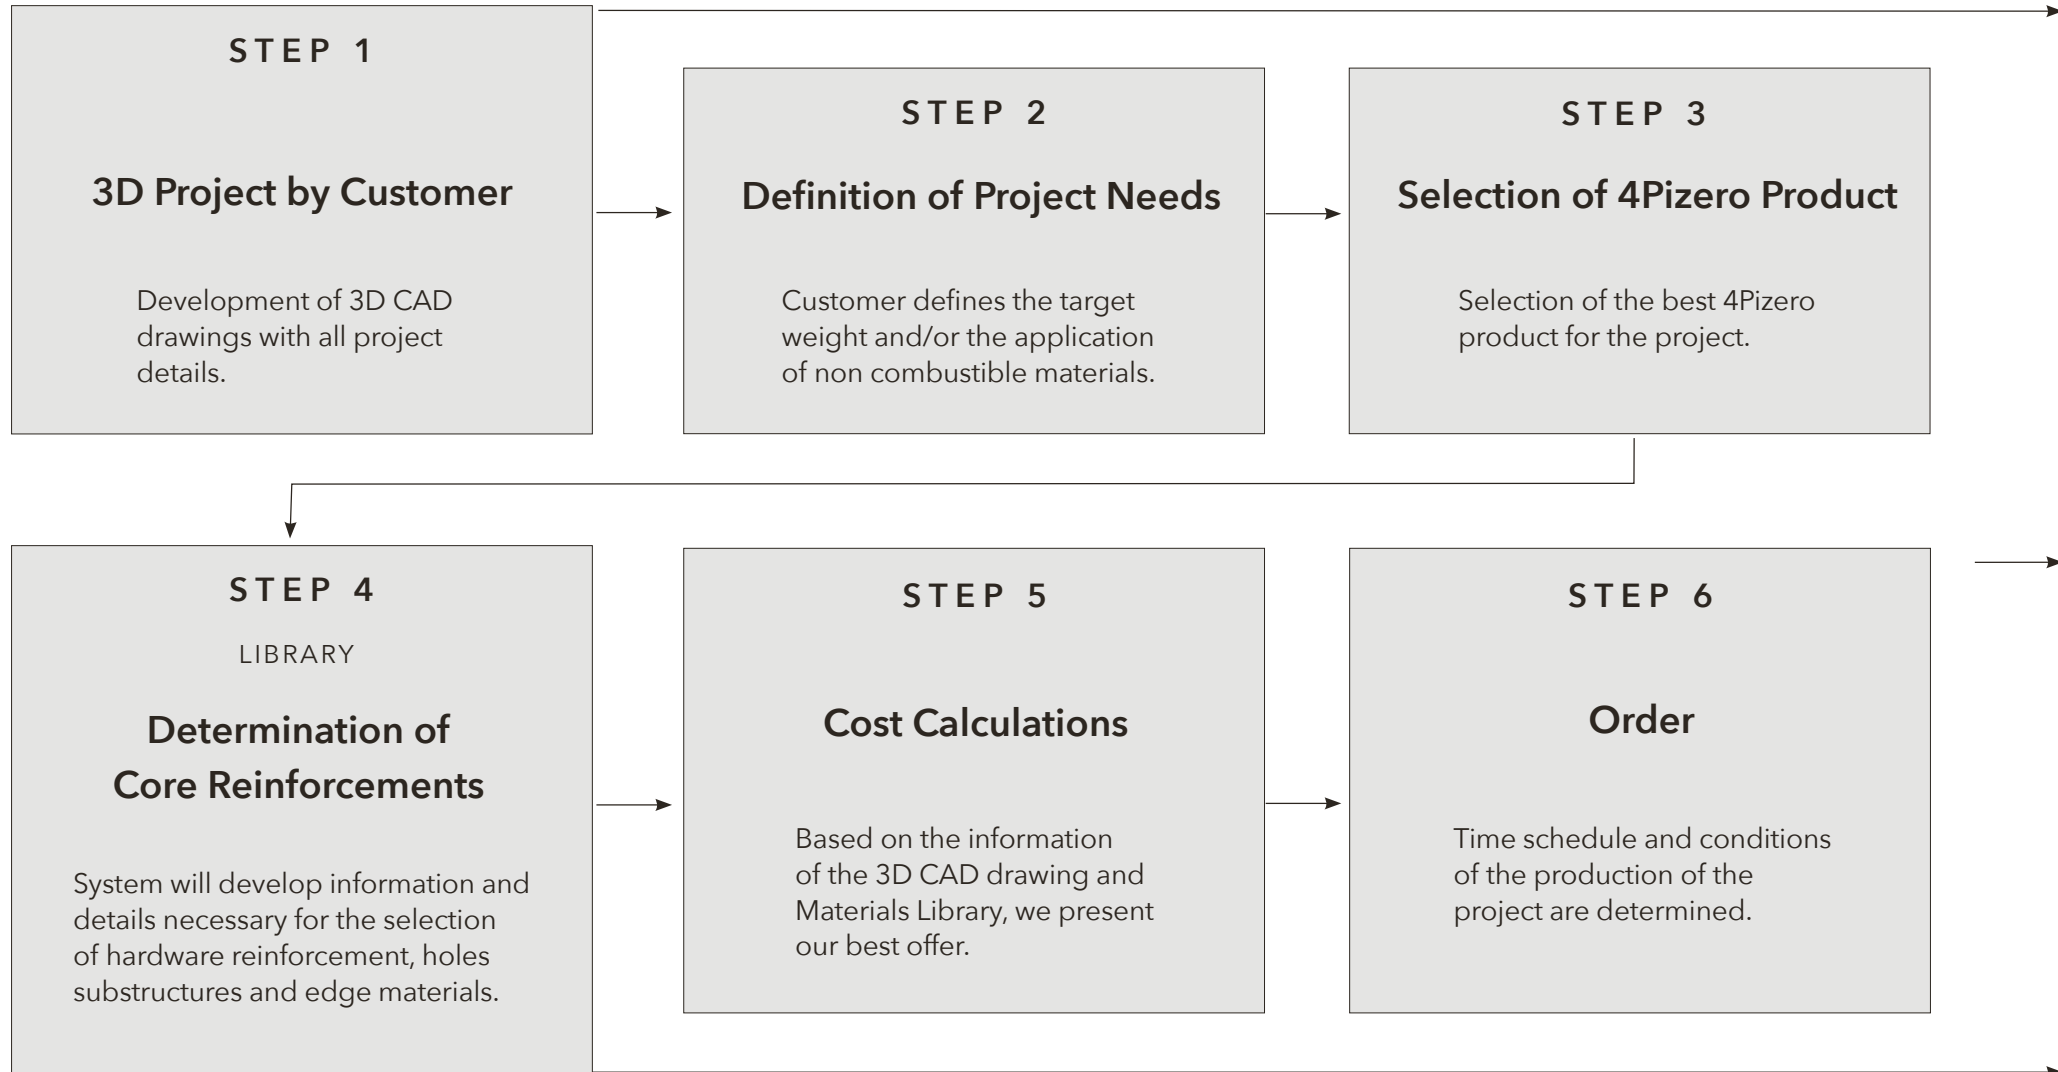 STEP 1
3D Project by Customer
Development of 3D CAD
drawings with all project
details.
STEP 2
Definition of Project Needs
Customer defines the target
weight and/or the application
of non combustible materials.
STEP 3
Selection of 4Pizero Product
Selection of the best 4Pizero
product for the project.
STEP 4
LIBRARY
Determination of
Core Reinforcements
System will develop information and
details necessary for the selection
of hardware reinforcement, holes
substructures and edge materials.
STEP 5
Cost Calculations
Based on the information
of the 3D CAD drawing and
Materials Library, we present
our best offer.
STEP 6
Order
Time schedule and conditions
of the production of the
project are determined.